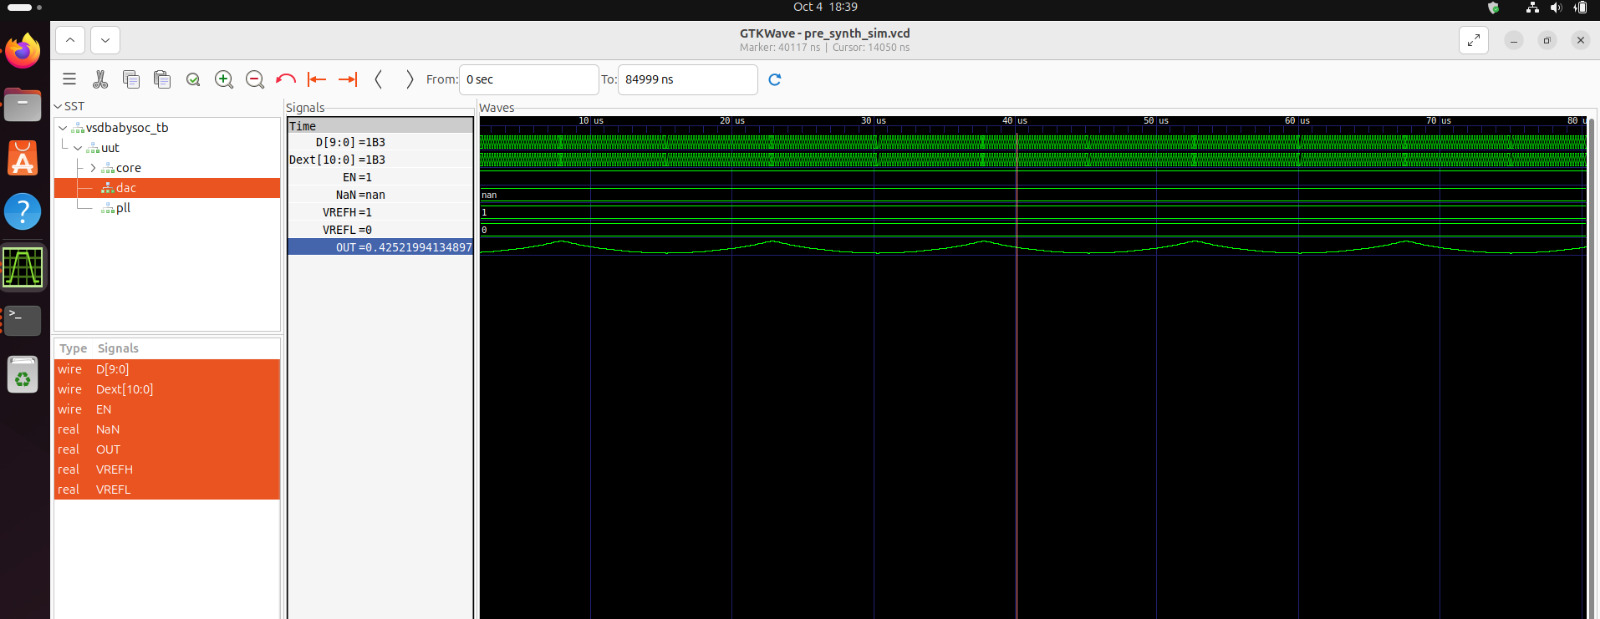 Oct 4 18:39
GTKWave - pre_synth_sim.vcd
Marker: 40117 ns | Cursor: 14050 ns
From: 0 sec To: 84999 ns
SST
vsdbabysoc_tb
uut
core
dac
pll
Type Signals
wire D[9:0]
wire Dext[10:0]
wire EN
real NaN
real OUT
real VREFH
real VREFL
Signals
Time
D[9:0] =1B3
Dext[10:0] =1B3
EN =1
NaN =nan
VREFH =1
VREFL =0
OUT =0.42521994134897
Waves
10 us 20 us 30 us 40 us 50 us 60 us 70 us 80 u
nan
1
0